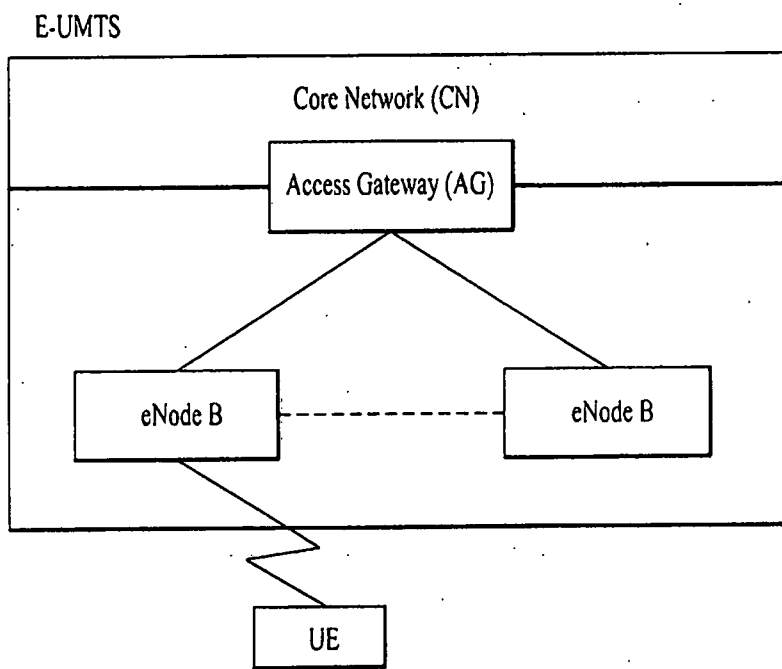 E-UMTS
Core Network (CN)
Access Gateway (AG)
eNode B
eNode B
UE